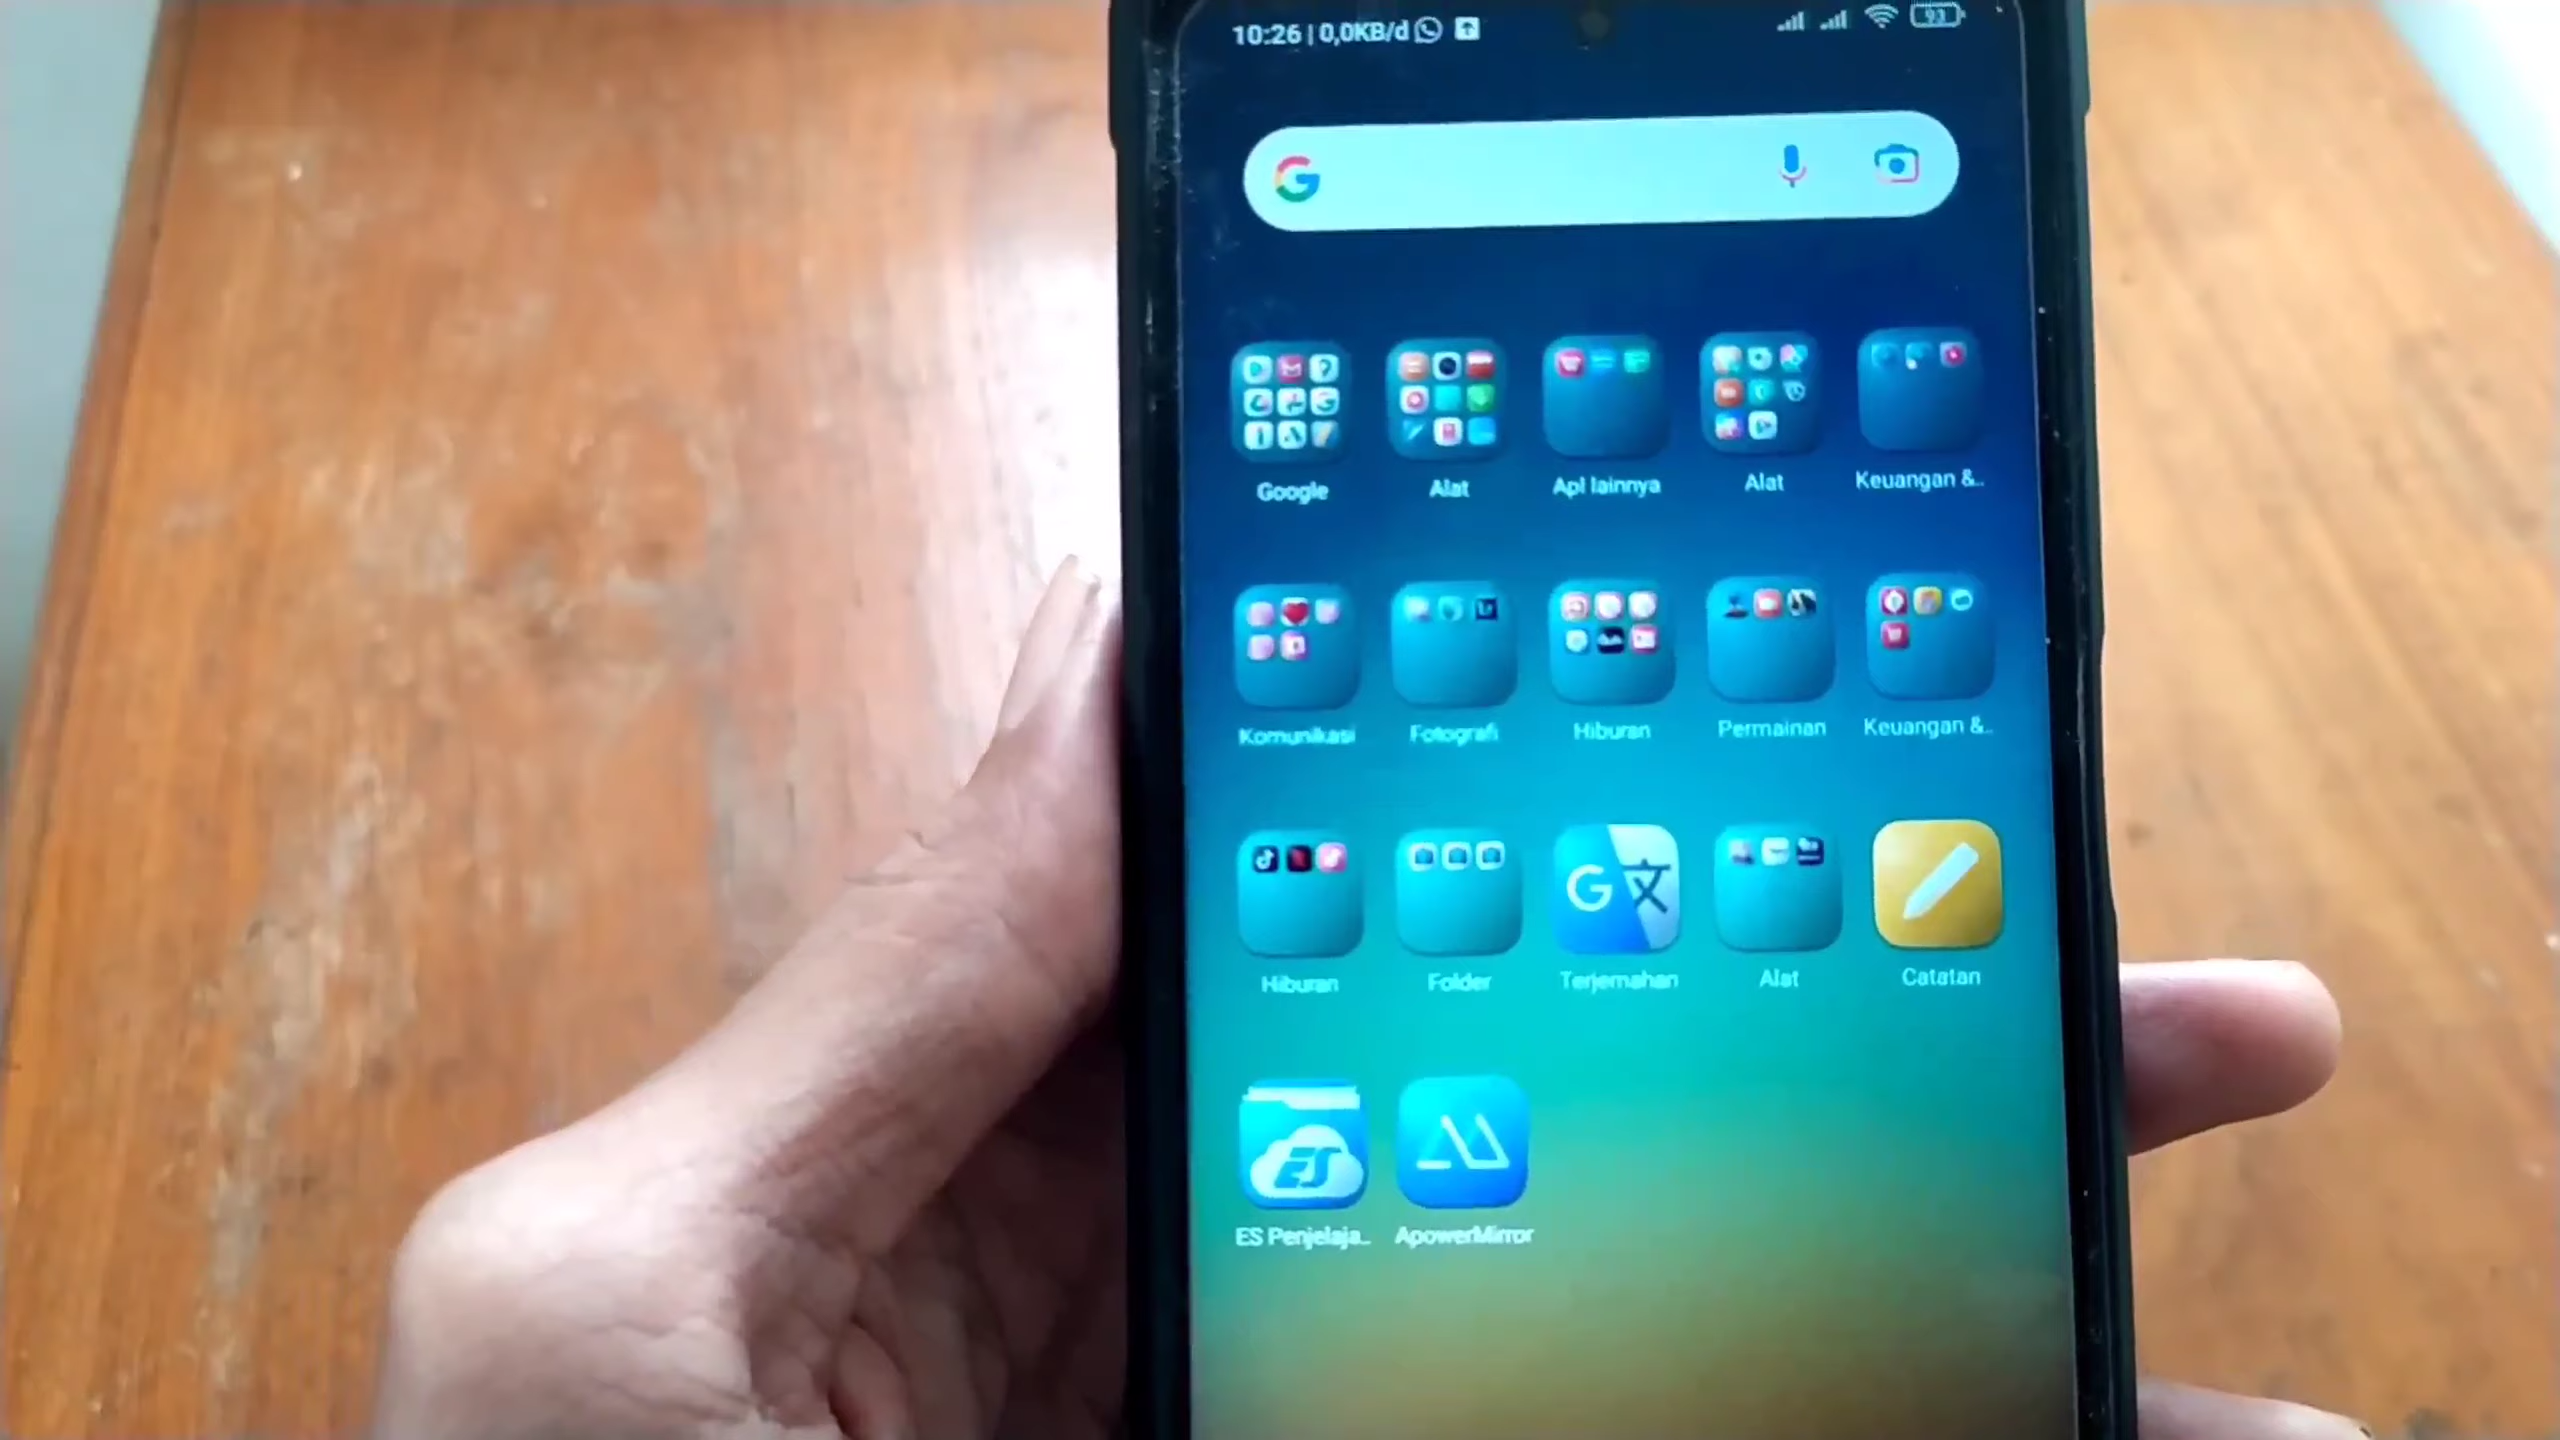 10:26 | 0,0KB/d 93
Google Alat Apl lainnya Alat Keuangan &..
Komunikasi Fotografi Hiburan Permainan Keuangan &..
Hiburan Folder Terjemahan Alat Catatan
ES Penjelaja.. ApowerMirror